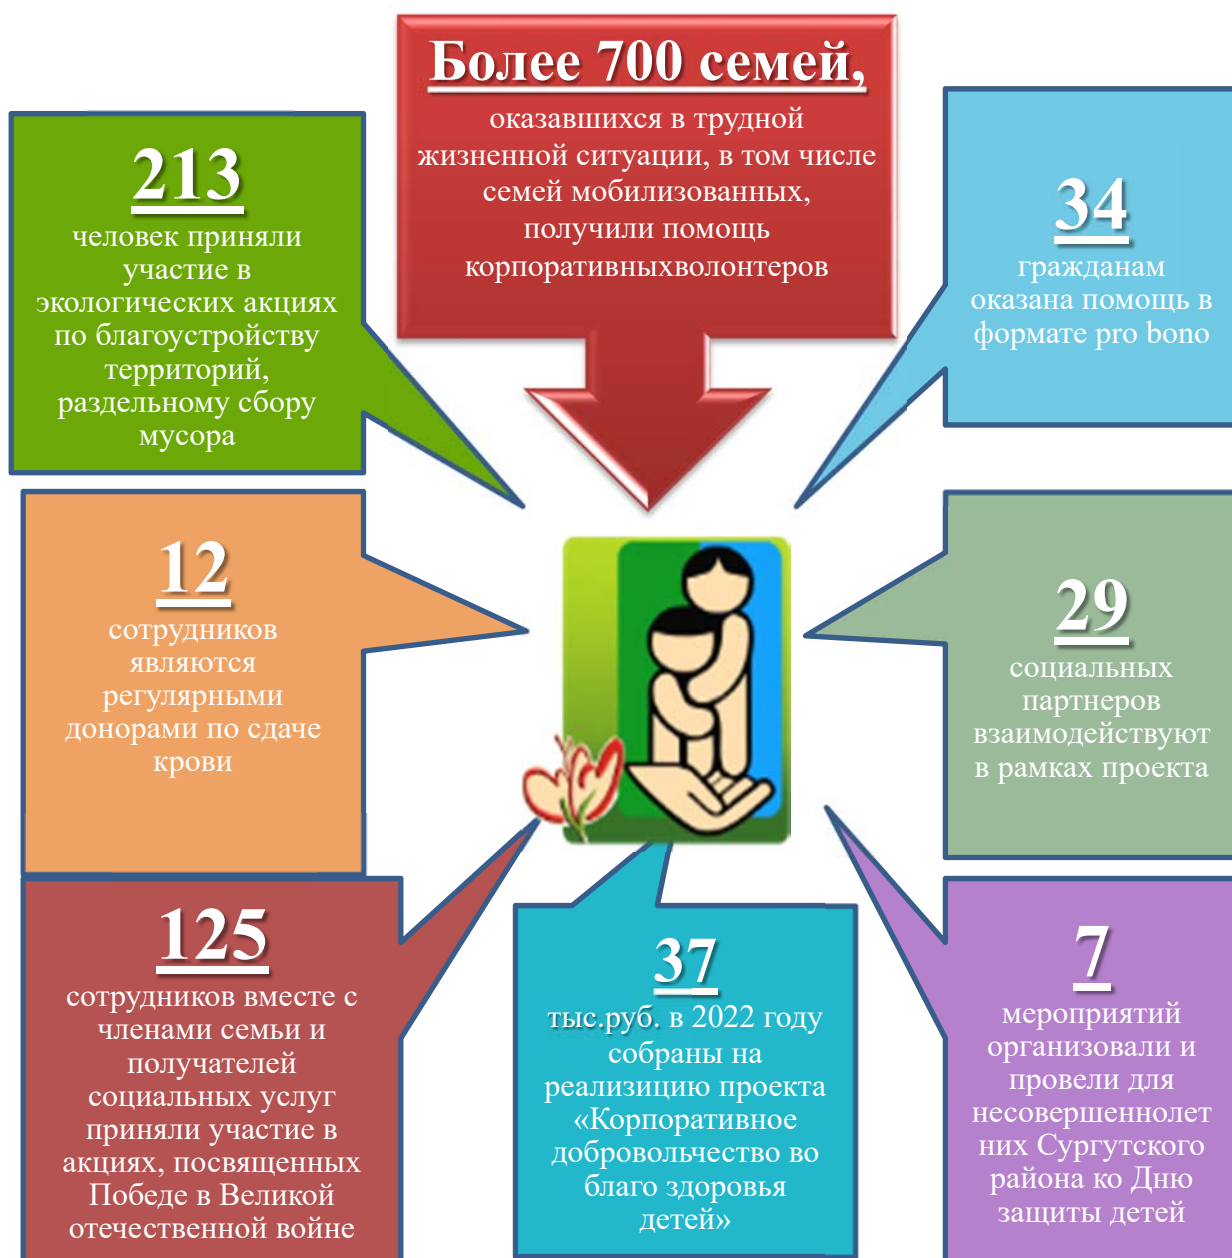 Более 700 семей,
оказавшихся в трудной
жизненной ситуации, в том числе
семей мобилизованных,
получили помощь
корпоративныхволонтеров
213
человек приняли
участие в
экологических акциях
по благоустройству
территорий,
раздельному сбору
мусора
34
гражданам
оказана помощь в
формате pro bono
12
сотрудников
являются
регулярными
донорами по сдаче
крови
29
социальных
партнеров
взаимодействуют
в рамках проекта
125
сотрудников вместе с
членами семьи и
получателей
социальных услуг
приняли участие в
акциях, посвященных
Победе в Великой
отечественной войне
37
тыс.руб. в 2022 году
собраны на
реализицию проекта
«Корпоративное
добровольчество во
благо здоровья
детей»
7
мероприятий
организовали и
провели для
несовершеннолет
них Сургутского
района ко Дню
защиты детей